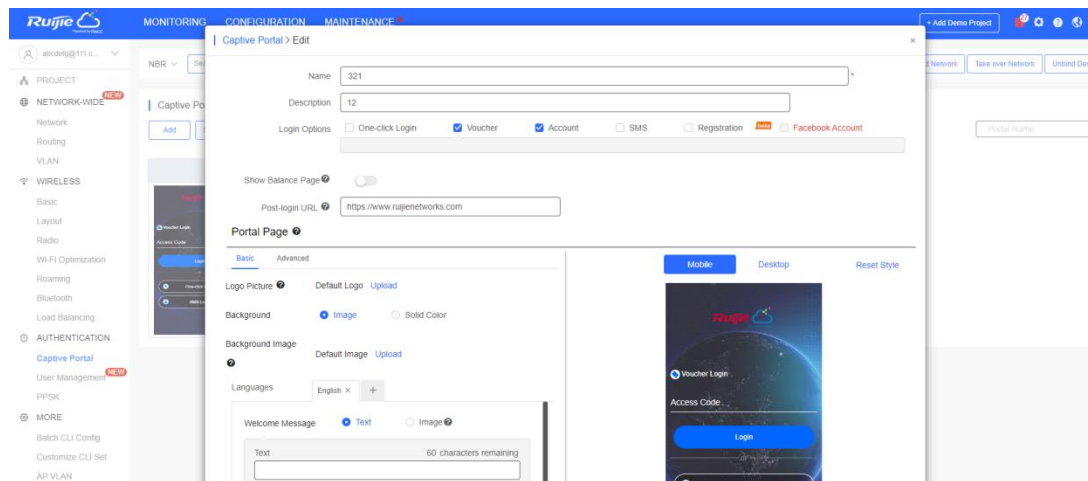 Ruijie
MONITORING CONFIGURATION MAINTENANCE
+ Add Demo Project
abcdefg@111.c...
NBR
Take over Network
PROJECT
NETWORK-WIDE NEW
Network
Routing
VLAN
WIRELESS
Basic
Layout
Radio
Wi-Fi Optimization
Roaming
Bluetooth
Load Balancing
AUTHENTICATION
Captive Portal
User Management NEW
PPSK
MORE
Batch CLI Config
Customize CLI Set
AP VLAN
Captive Po
Add
Voucher Login
Access Code
Portal Name
Captive Portal > Edit
×
Name 321 *
Description 12
Login Options One-click Login Voucher Account SMS Registration beta Facebook Account
Show Balance Page
Post-login URL https://www.ruijienetworks.com
Portal Page
Basic Advanced
Logo Picture Default Logo Upload
Background Image Solid Color
Background Image
Default Image Upload
Languages English × +
Welcome Message Text Image
Text 60 characters remaining
Mobile Desktop Reset Style
Ruijie
Voucher Login
Access Code
Login